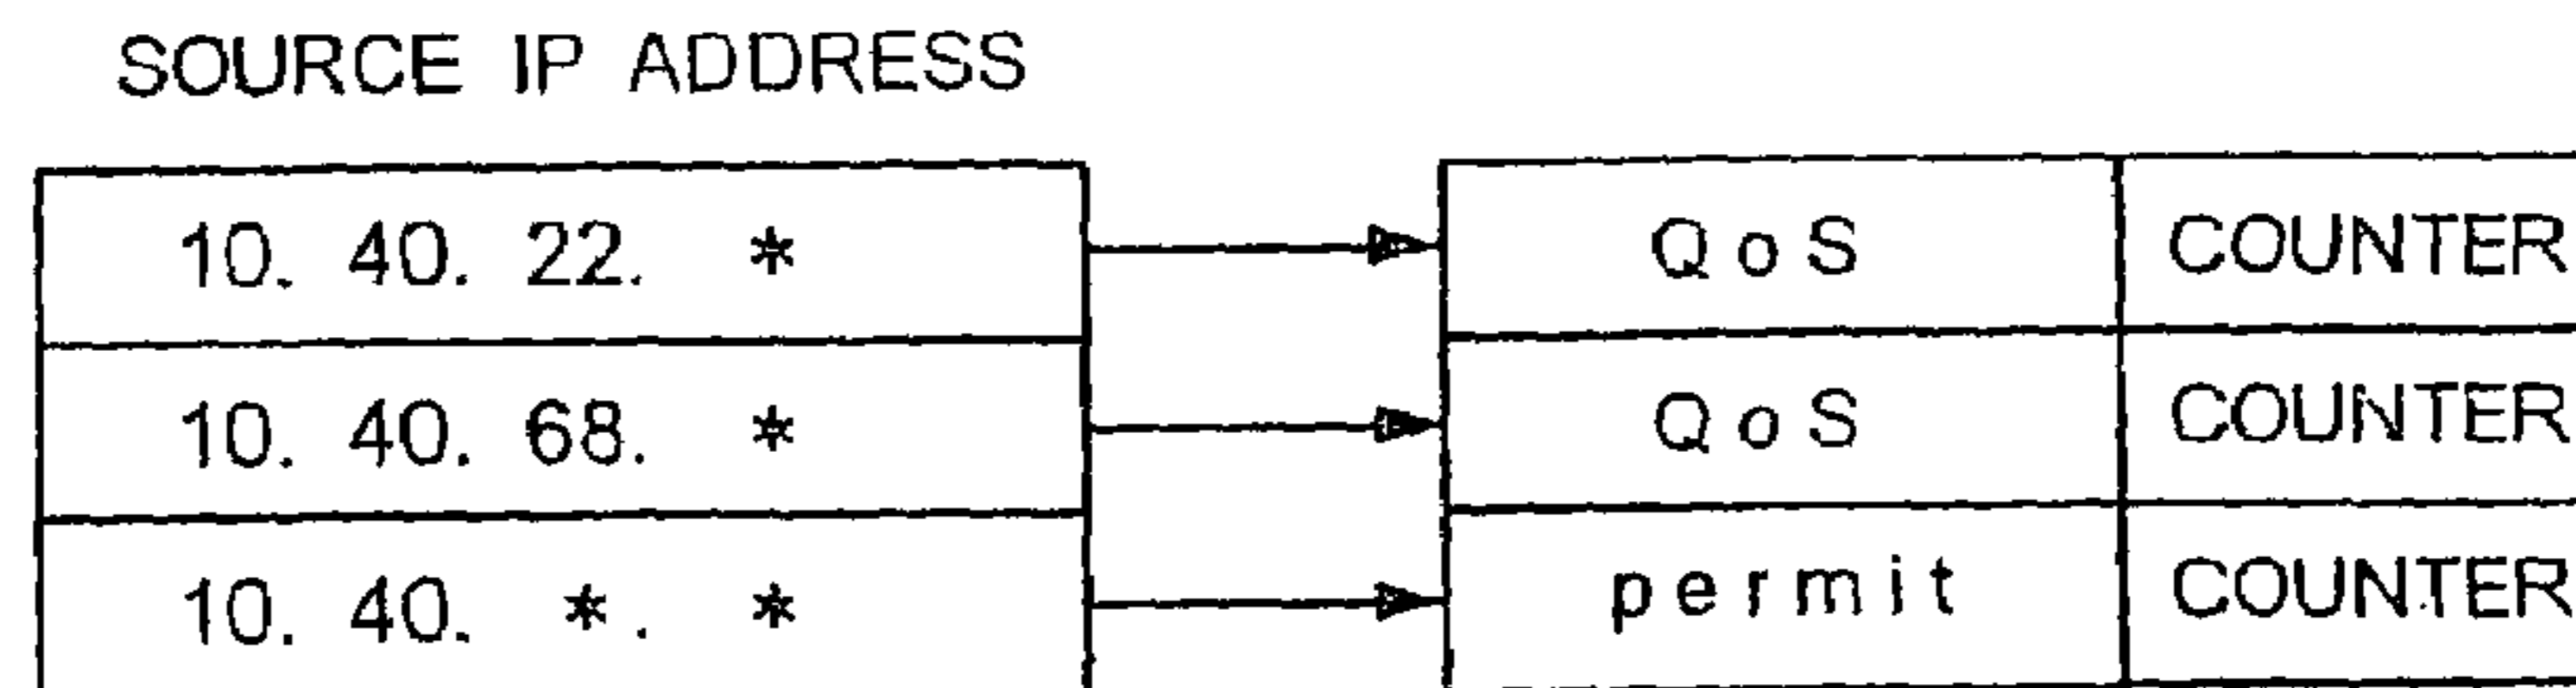 SOURCE IP ADDRESS
10. 40. 22. * QoS COUNTER
10. 40. 68. * QoS COUNTER
10. 40. *. * permit COUNTER